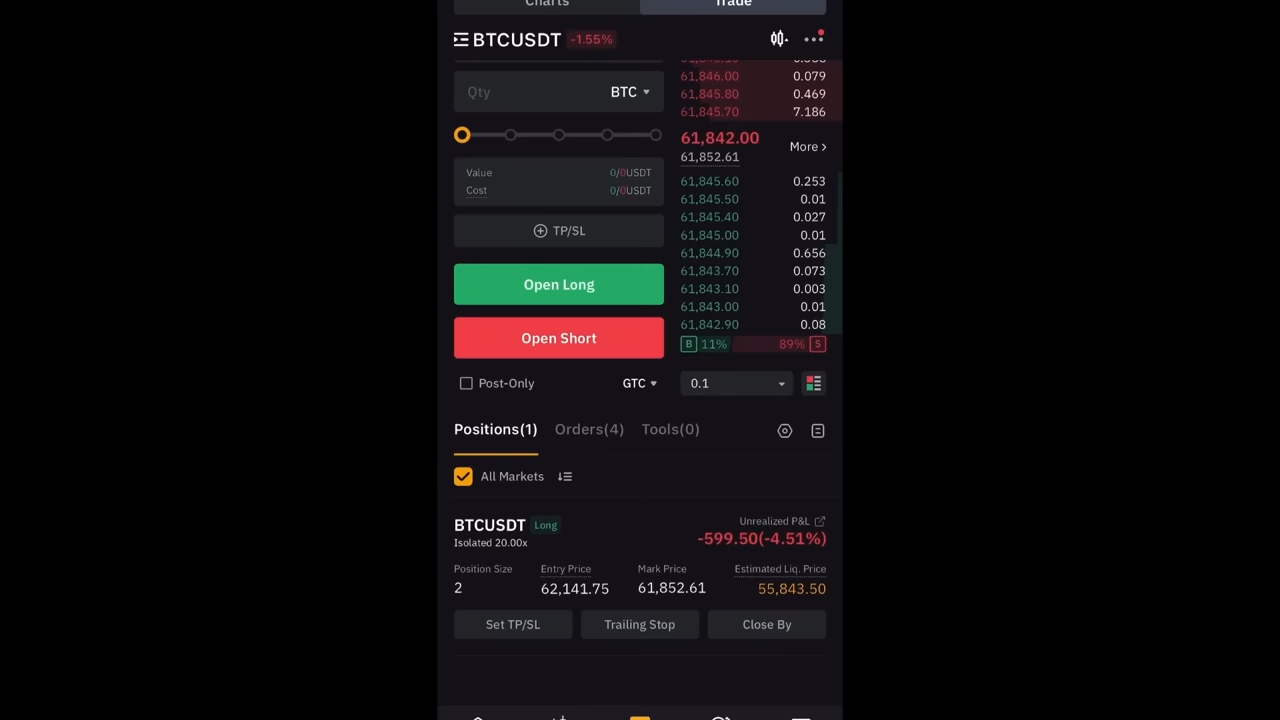 Charts
Trade
BTCUSDT -1.55%
Qty BTC
Value 0/0USDT
Cost 0/0USDT
TP/SL
Open Long
Open Short
Post-Only GTC
61,846.00 0.079
61,845.80 0.469
61,845.70 7.186
61,842.00
61,852.61
More
61,845.60 0.253
61,845.50 0.01
61,845.40 0.027
61,845.00 0.01
61,844.90 0.656
61,843.70 0.073
61,843.10 0.003
61,843.00 0.01
61,842.90 0.08
B 11% 89% S
0.1
Positions(1) Orders(4) Tools(0)
All Markets
BTCUSDT Long
Isolated 20.00x
Unrealized P&L
-599.50(-4.51%)
Position Size Entry Price Mark Price Estimated Liq. Price
2 62,141.75 61,852.61 55,843.50
Set TP/SL Trailing Stop Close By